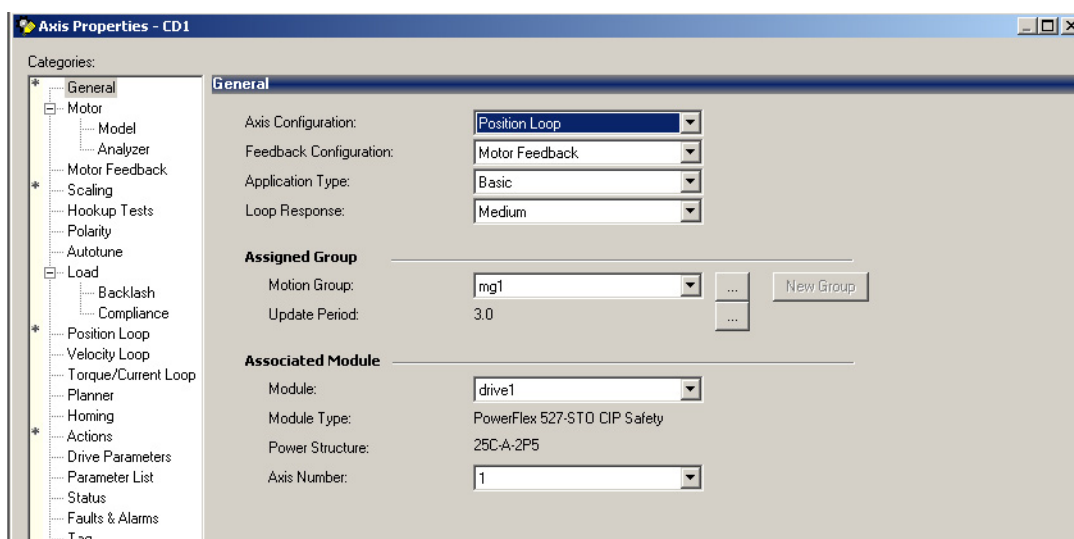 Axis Properties - CD1
Categories:
* General
Motor
Model
Analyzer
Motor Feedback
* Scaling
Hookup Tests
Polarity
Autotune
Load
Backlash
Compliance
* Position Loop
Velocity Loop
Torque/Current Loop
Planner
Homing
* Actions
Drive Parameters
Parameter List
Status
Faults & Alarms
Tag
General
Axis Configuration: Position Loop
Feedback Configuration: Motor Feedback
Application Type: Basic
Loop Response: Medium
Assigned Group
Motion Group: mg1 ... New Group
Update Period: 3.0 ...
Associated Module
Module: drive1
Module Type: PowerFlex 527-STO CIP Safety
Power Structure: 25C-A-2P5
Axis Number: 1